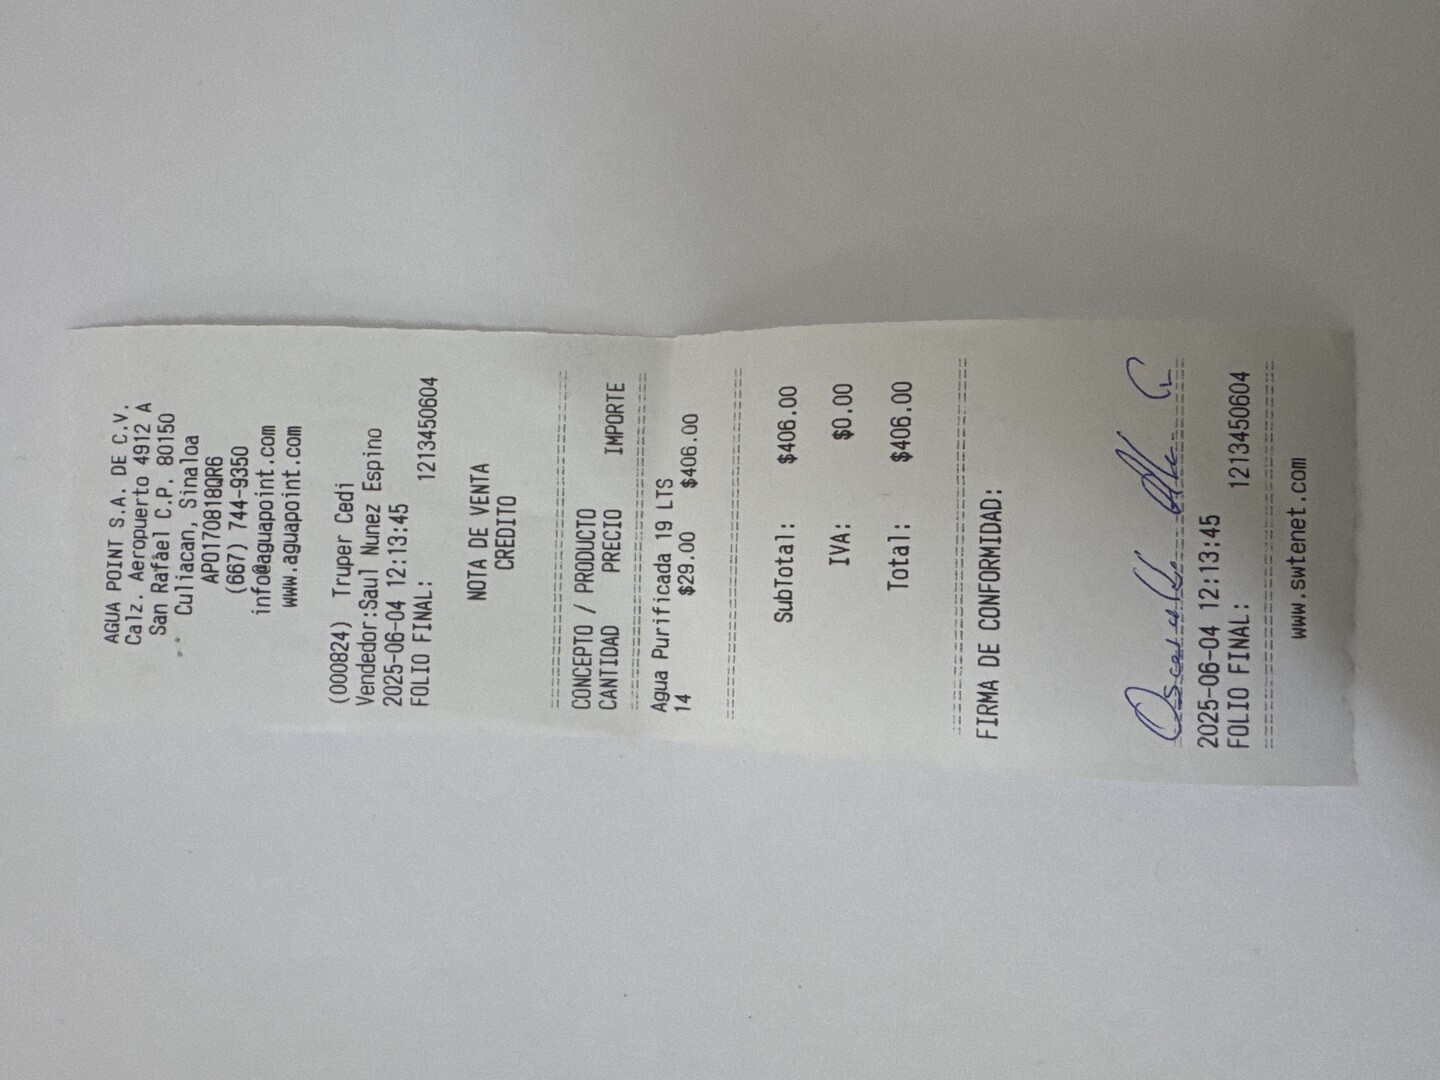 AGUA POINT S.A. DE C.V.
Calz. Aeropuerto 4912 A
San Rafael C.P. 80150
Culiacan, Sinaloa
APO170818QR6
(667) 744-9350
info@aguapoint.com
www.aguapoint.com
(000824) Truper Cedi
Vendedor:Saul Nunez Espino
2025-06-04 12:13:45
FOLIO FINAL: 1213450604
NOTA DE VENTA
CREDITO
CONCEPTO / PRODUCTO
CANTIDAD PRECIO IMPORTE
Agua Purificada 19 LTS
14 $29.00 $406.00
SubTotal: $406.00
IVA: $0.00
Total: $406.00
FIRMA DE CONFORMIDAD:
2025-06-04 12:13:45
FOLIO FINAL: 1213450604
www.swtenet.com